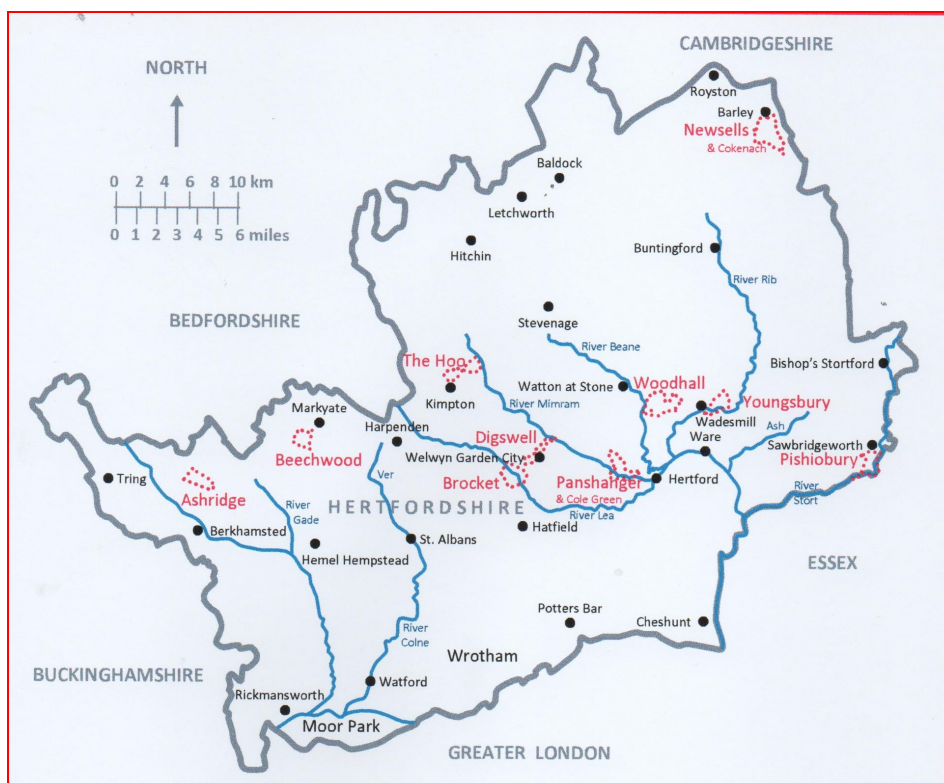 CAMBRIDGESHIRE
NORTH
Royston
Barley
Newsells
& Cokenach
Baldock
0 2 4 6 8 10 km
0 1 2 3 4 5 6 miles
Letchworth
Hitchin
Buntingford
River Rib
BEDFORDSHIRE
Stevenage
River Beane
Bishop's Stortford
The Hoo
Watton at Stone
Woodhall
Kimpton
River Mimram
Youngsbury
Markyate
Wadesmill
Harpenden
Digswell
Ware
Ash
Sawbridgeworth
Beechwood
Welwyn Garden City
Pishiobury
Ver
Tring
Brocket
Panshanger
Hertford
Ashridge
& Cole Green
River
Stort
River
Gade
HERTFORDSHIRE
River Lea
Berkhamsted
Hatfield
St. Albans
Hemel Hempstead
ESSEX
Potters Bar
Cheshunt
River
Colne
Wrotham
BUCKINGHAMSHIRE
Watford
Rickmansworth
Moor Park
GREATER LONDON